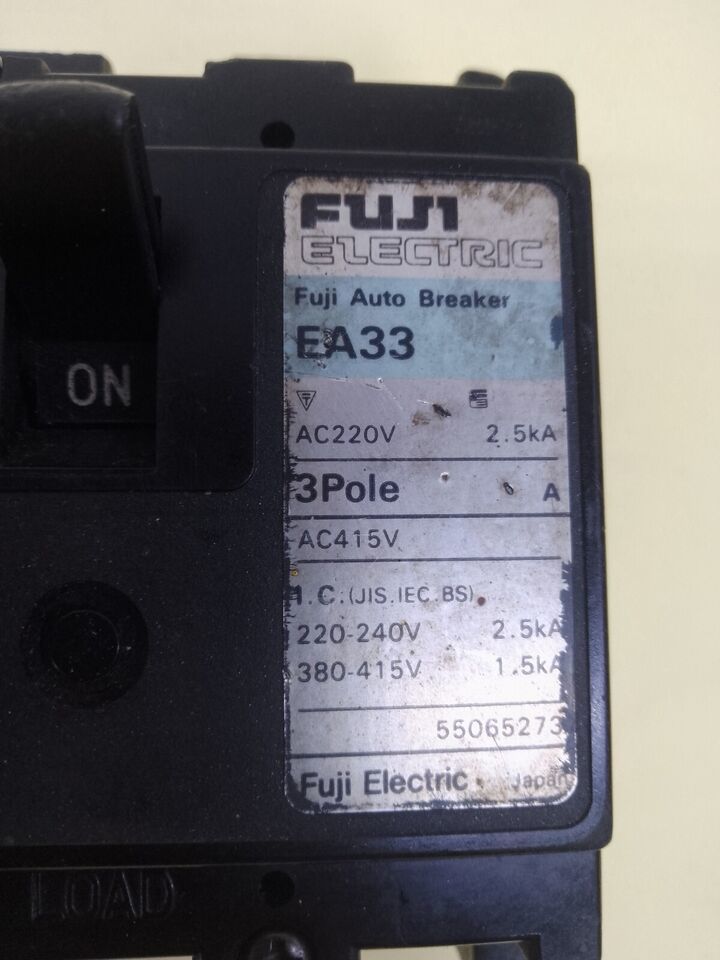 FUJI
ELECTRIC
Fuji Auto Breaker
EA33
ON
AC220V 2.5kA
3Pole A
AC415V
I.C.(JIS.IEC.BS)
220-240V 2.5kA
380-415V 1.5kA
55065273
Fuji Electric Japan
LOAD